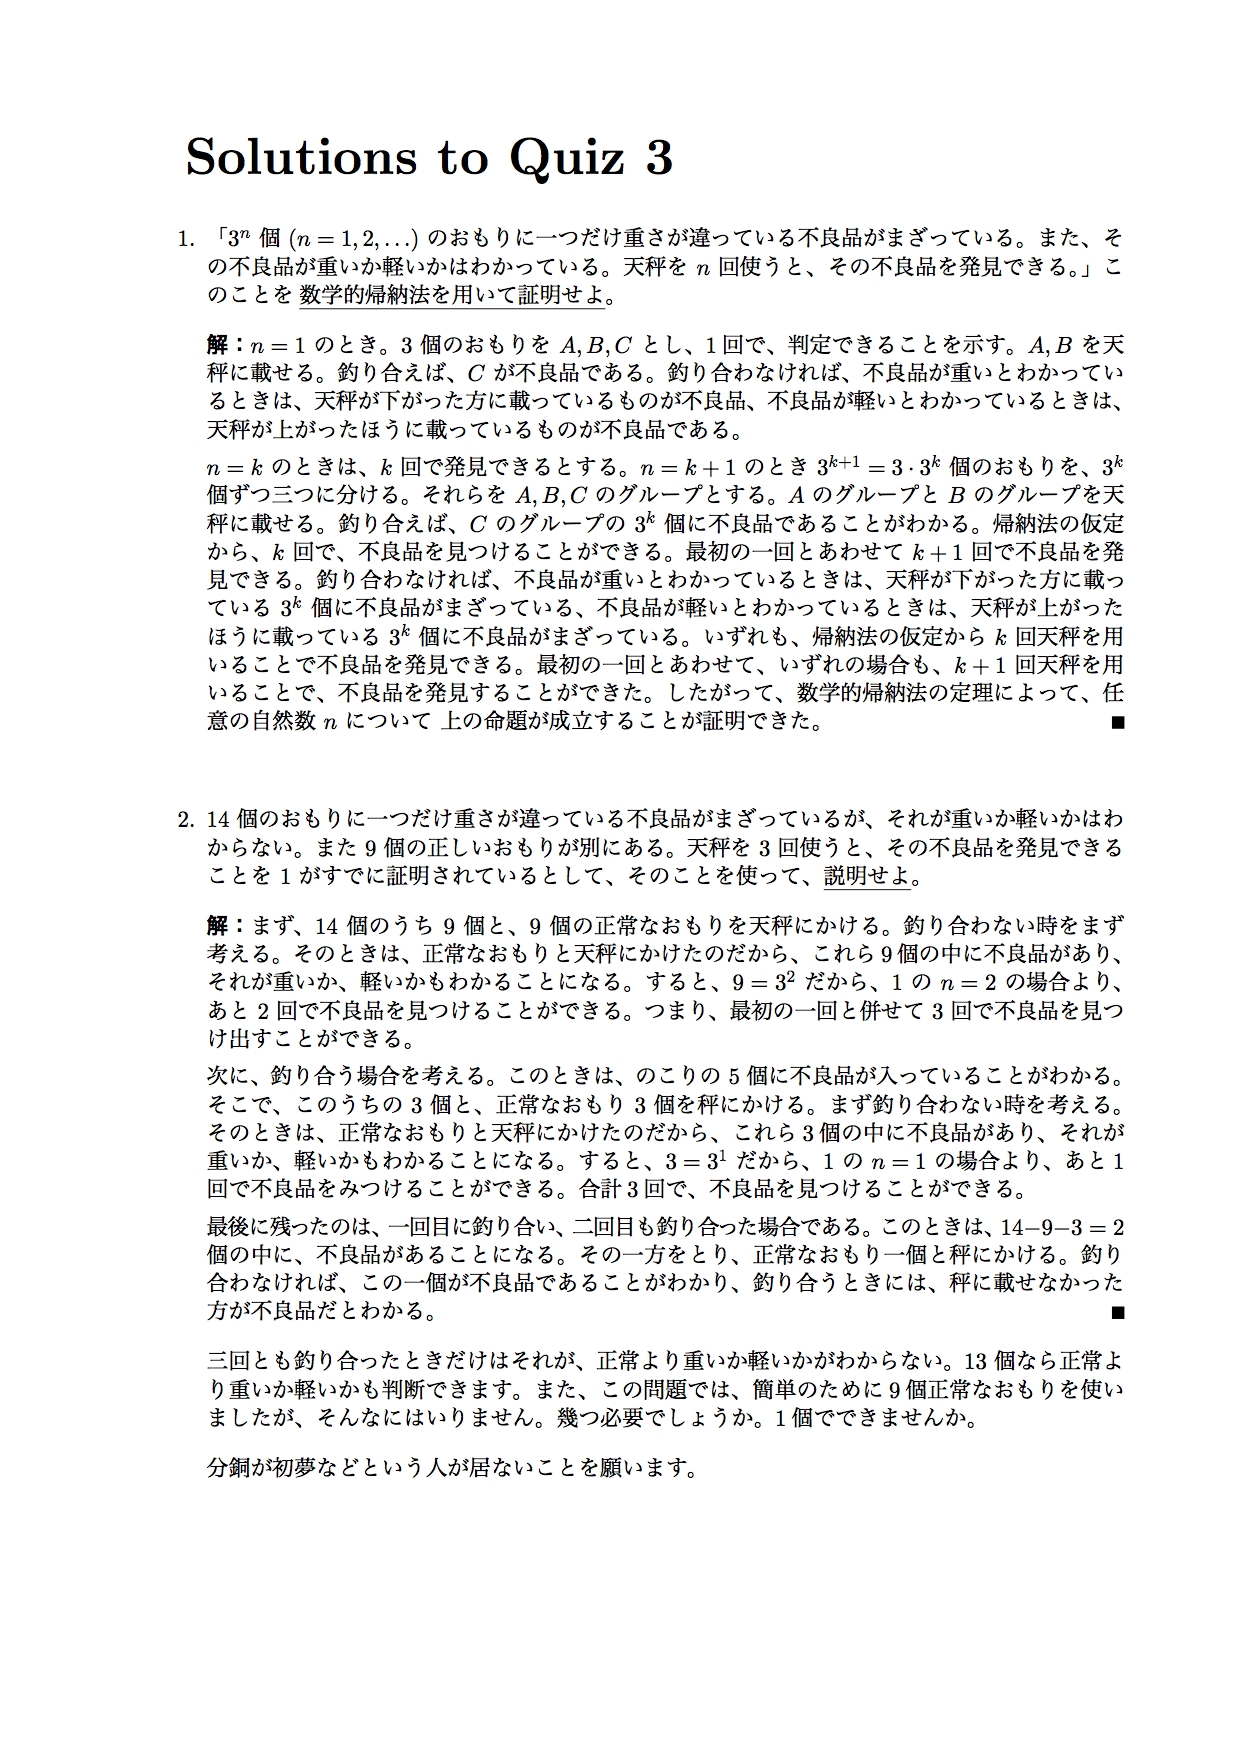 Solutions to Quiz 3
1. 「3ⁿ 個 (n = 1, 2, . . .) のおもりに一つだけ重さが違っている不良品がまざっている。また、そ
の不良品が重いか軽いかはわかっている。天秤を n 回使うと、その不良品を発見できる。」こ
のことを 数学的帰納法を用いて証明せよ。
解：n = 1 のとき。3 個のおもりを A, B, C とし、1 回で、判定できることを示す。A, B を天
秤に載せる。釣り合えば、C が不良品である。釣り合わなければ、不良品が重いとわかってい
るときは、天秤が下がった方に載っているものが不良品、不良品が軽いとわかっているときは、
天秤が上がったほうに載っているものが不良品である。
n = k のときは、k 回で発見できるとする。n = k + 1 のとき 3ᵏ⁺¹ = 3 · 3ᵏ 個のおもりを、3ᵏ
個ずつ三つに分ける。それらを A, B, C のグループとする。A のグループと B のグループを天
秤に載せる。釣り合えば、C のグループの 3ᵏ 個に不良品であることがわかる。帰納法の仮定
から、k 回で、不良品を見つけることができる。最初の一回とあわせて k + 1 回で不良品を発
見できる。釣り合わなければ、不良品が重いとわかっているときは、天秤が下がった方に載っ
ている 3ᵏ 個に不良品がまざっている、不良品が軽いとわかっているときは、天秤が上がった
ほうに載っている 3ᵏ 個に不良品がまざっている。いずれも、帰納法の仮定から k 回天秤を用
いることで不良品を発見できる。最初の一回とあわせて、いずれの場合も、k + 1 回天秤を用
いることで、不良品を発見することができた。したがって、数学的帰納法の定理によって、任
意の自然数 n について 上の命題が成立することが証明できた。 ■
2. 14 個のおもりに一つだけ重さが違っている不良品がまざっているが、それが重いか軽いかはわ
からない。また 9 個の正しいおもりが別にある。天秤を 3 回使うと、その不良品を発見できる
ことを 1 がすでに証明されているとして、そのことを使って、説明せよ。
解：まず、14 個のうち 9 個と、9 個の正常なおもりを天秤にかける。釣り合わない時をまず
考える。そのときは、正常なおもりと天秤にかけたのだから、これら 9 個の中に不良品があり、
それが重いか、軽いかもわかることになる。すると、9 = 3² だから、1 の n = 2 の場合より、
あと 2 回で不良品を見つけることができる。つまり、最初の一回と併せて 3 回で不良品を見つ
け出すことができる。
次に、釣り合う場合を考える。このときは、のこりの 5 個に不良品が入っていることがわかる。
そこで、このうちの 3 個と、正常なおもり 3 個を秤にかける。まず釣り合わない時を考える。
そのときは、正常なおもりと天秤にかけたのだから、これら 3 個の中に不良品があり、それが
重いか、軽いかもわかることになる。すると、3 = 3¹ だから、1 の n = 1 の場合より、あと 1
回で不良品をみつけることができる。合計 3 回で、不良品を見つけることができる。
最後に残ったのは、一回目に釣り合い、二回目も釣り合った場合である。このときは、14−9−3 = 2
個の中に、不良品があることになる。その一方をとり、正常なおもり一個と秤にかける。釣り
合わなければ、この一個が不良品であることがわかり、釣り合うときには、秤に載せなかった
方が不良品だとわかる。 ■
三回とも釣り合ったときだけはそれが、正常より重いか軽いかがわからない。13 個なら正常よ
り重いか軽いかも判断できます。また、この問題では、簡単のために 9 個正常なおもりを使い
ましたが、そんなにはいりません。幾つ必要でしょうか。1 個でできませんか。
分銅が初夢などという人が居ないことを願います。